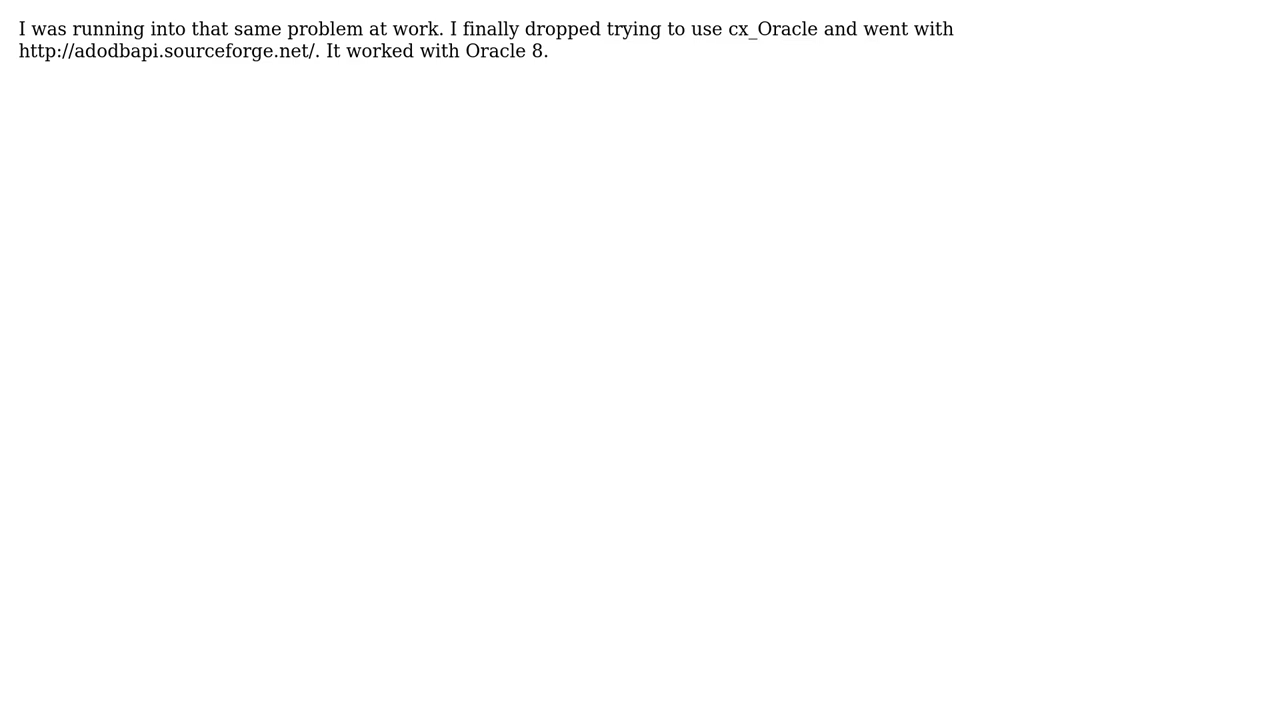 I was running into that same problem at work. I finally dropped trying to use cx_Oracle and went with
http://adodbapi.sourceforge.net/. It worked with Oracle 8.